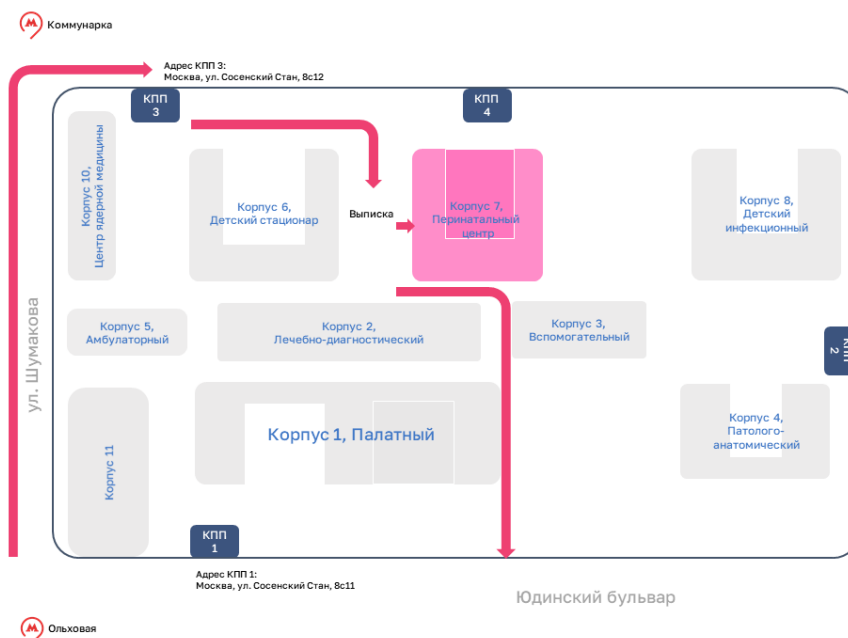 Коммунарка
Адрес КПП 3:
Москва, ул. Сосенский Стан, 8с12
КПП
3
КПП
4
Корпус 10,
Центр ядерной медицины
Корпус 6,
Детский стационар
Выписка
Корпус 7,
Перинатальный
центр
Корпус 8,
Детский
инфекционный
ул. Шумакова
Корпус 5,
Амбулаторный
Корпус 2,
Лечебно-диагностический
Корпус 3,
Вспомогательный
КПП
2
Корпус 1, Палатный
Корпус 4,
Патолого-
анатомический
Корпус 11
КПП
1
Адрес КПП 1:
Москва, ул. Сосенский Стан, 8с11
Юдинский бульвар
Ольховая